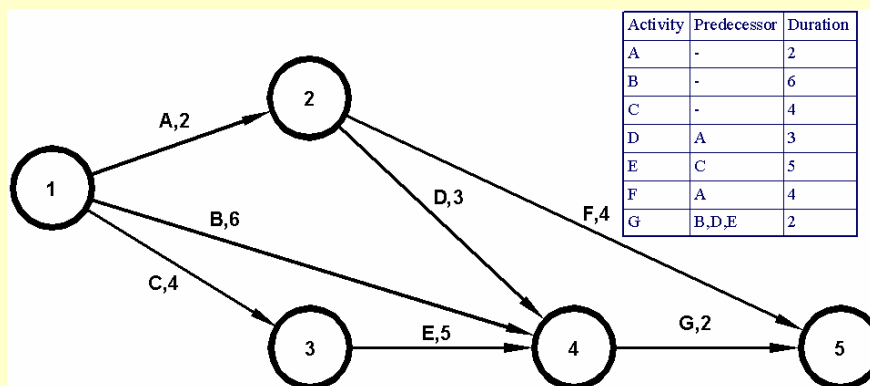 Activity Predecessor Duration
A - 2
B - 6
C - 4
D A 3
E C 5
F A 4
G B,D,E 2
2
A,2
1
D,3
B,6
F,4
C,4
G,2
E,5
3
4
5